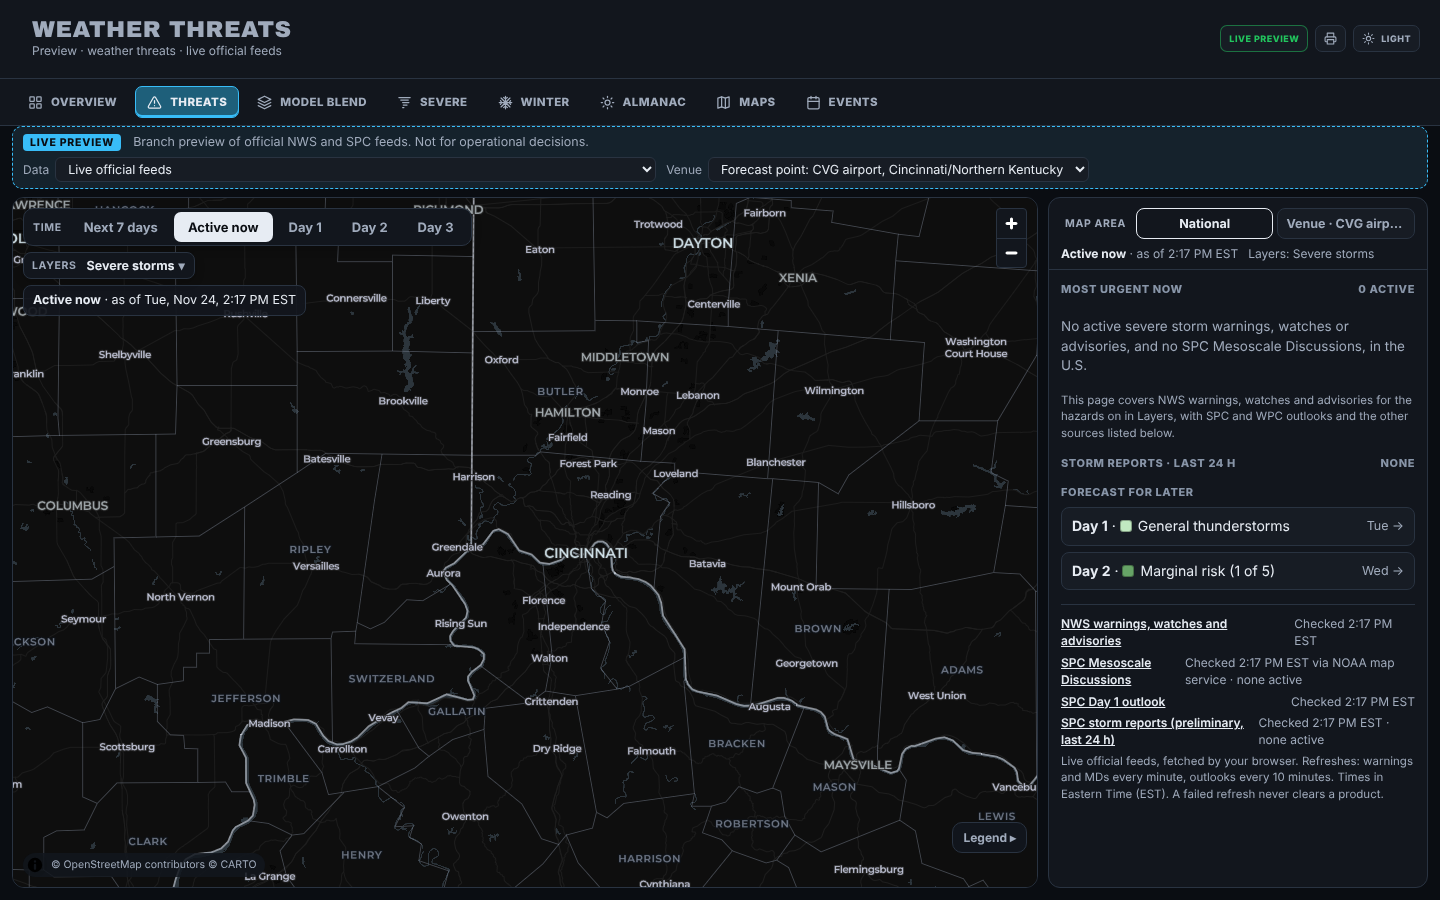 WEATHER THREATS
Preview · weather threats · live official feeds
LIVE PREVIEW
LIGHT
OVERVIEW
THREATS
MODEL BLEND
SEVERE
WINTER
ALMANAC
MAPS
EVENTS
LIVE PREVIEW Branch preview of official NWS and SPC feeds. Not for operational decisions.
Data Live official feeds
Venue Forecast point: CVG airport, Cincinnati/Northern Kentucky
TIME Next 7 days Active now Day 1 Day 2 Day 3
LAYERS Severe storms ▾
Active now · as of Tue, Nov 24, 2:17 PM EST
+
−
RICHMOND
Fairborn
Trotwood
DAYTON
Eaton
XENIA
Connersville
Liberty
Centerville
Shelbyville
Oxford
MIDDLETOWN
Washington
Court House
BUTLER
Monroe
Lebanon
Wilmington
Brookville
HAMILTON
Greensburg
Fairfield
Mason
Batesville
Forest Park
Blanchester
Harrison
Loveland
Reading
COLUMBUS
Hillsboro
RIPLEY
Versailles
Greendale
CINCINNATI
Aurora
Batavia
Mount Orab
North Vernon
Florence
Seymour
Rising Sun
Independence
BROWN
CKSON
Walton
Georgetown
SWITZERLAND
ADAMS
JEFFERSON
Crittenden
West Union
Madison
Vevay
GALLATIN
Augusta
Scottsburg
Carrollton
Dry Ridge
Falmouth
BRACKEN
TRIMBLE
MAYSVILLE
MASON
Vancebu
Owenton
ROBERTSON
LEWIS
CLARK
HENRY
HARRISON
La Grange
Cynthiana
Flemingsburg
Legend ▸
© OpenStreetMap contributors © CARTO
MAP AREA National Venue · CVG airp...
Active now · as of 2:17 PM EST Layers: Severe storms
MOST URGENT NOW 0 ACTIVE
No active severe storm warnings, watches or
advisories, and no SPC Mesoscale Discussions, in the
U.S.
This page covers NWS warnings, watches and advisories for the
hazards on in Layers, with SPC and WPC outlooks and the other
sources listed below.
STORM REPORTS · LAST 24 H NONE
FORECAST FOR LATER
Day 1 · General thunderstorms Tue →
Day 2 · Marginal risk (1 of 5) Wed →
NWS warnings, watches and
advisories
Checked 2:17 PM
EST
SPC Mesoscale
Discussions
Checked 2:17 PM EST via NOAA map
service · none active
SPC Day 1 outlook Checked 2:17 PM EST
SPC storm reports (preliminary,
last 24 h)
Checked 2:17 PM EST ·
none active
Live official feeds, fetched by your browser. Refreshes: warnings
and MDs every minute, outlooks every 10 minutes. Times in
Eastern Time (EST). A failed refresh never clears a product.